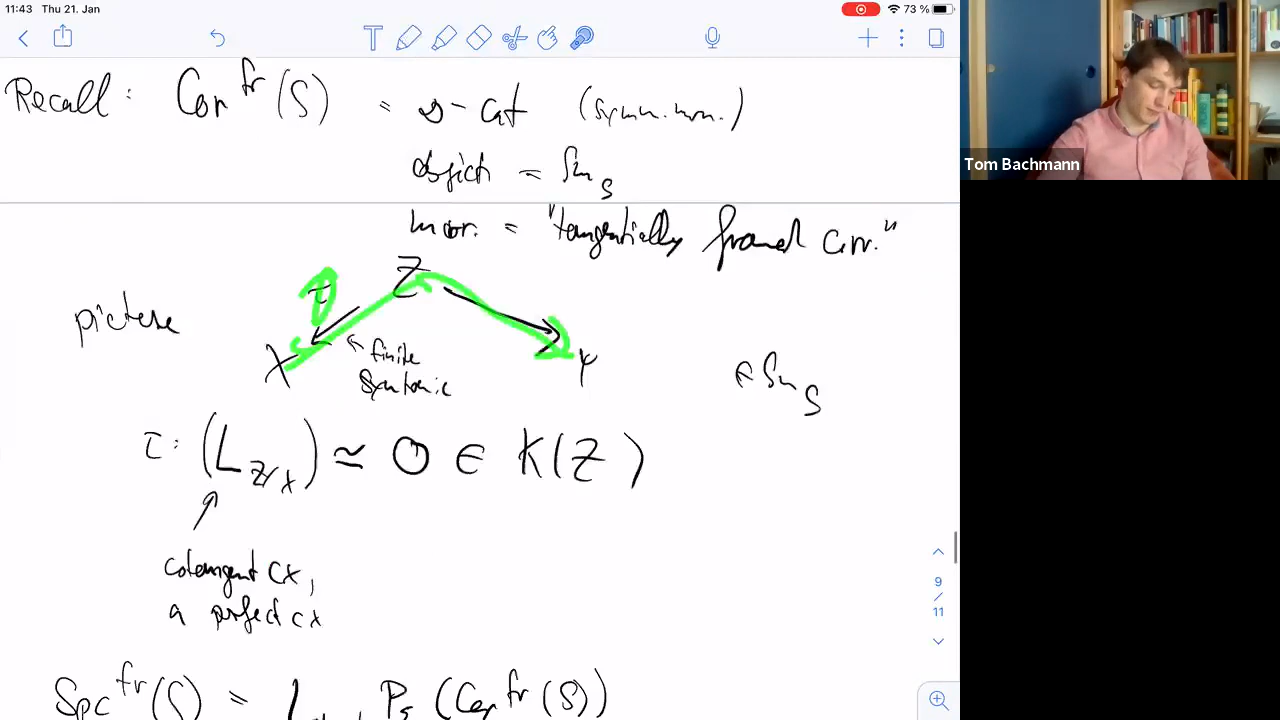 11:43 Thu 21. Jan
73 %
Recall: Cor^fr(S) = ∞-cat (symm. mon.)
objects = Sm_S
mor. = "tangentially framed corr."
Tom Bachmann
Z
τ
picture
finite
syntomic
X Y ∈ Sm_S
τ: (L_{Z/X}) ≃ 0 ∈ K(Z)
cotangent cx,
a perfect cx
9
/
11
Spc^fr(S) = P_Σ(Cor^fr(S))